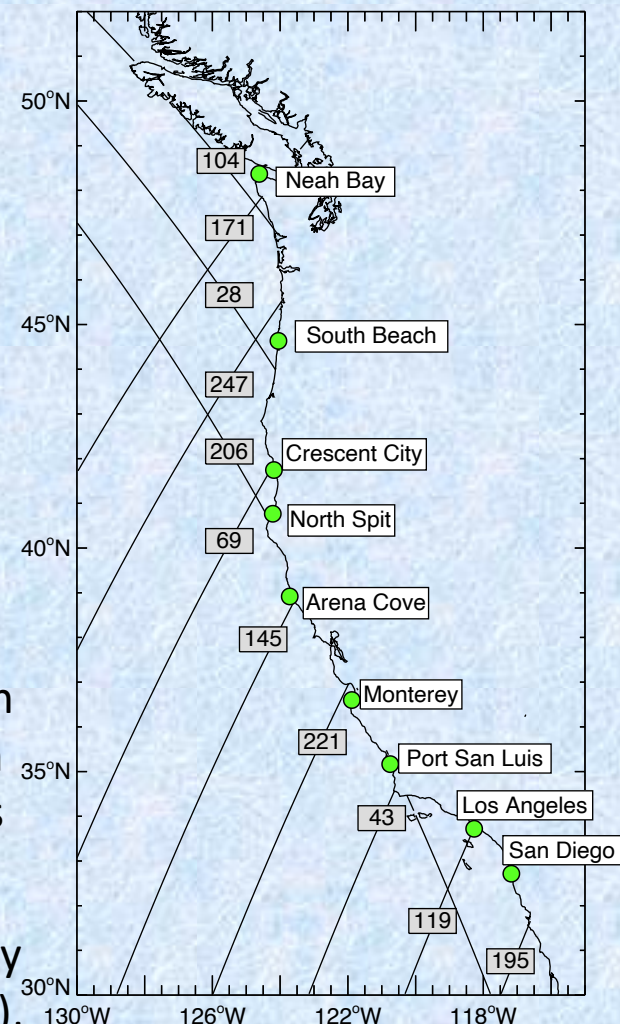 50°N
104
Neah Bay
171
28
45°N
South Beach
247
206
Crescent City
North Spit
69
40°N
Arena Cove
145
Monterey
221
35°N
Port San Luis
43
Los Angeles
San Diego
119
195
y
30°N
).
130°W 126°W 122°W 118°W